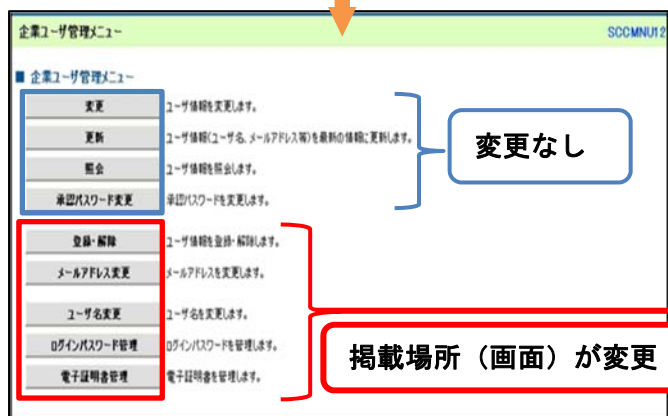 企業ユーザ管理メニュー SCCMNU12
■ 企業ユーザ管理メニュー
変更 ユーザ情報を変更します。
更新 ユーザ情報(ユーザ名、メールアドレス等)を最新の情報に更新します。
照会 ユーザ情報を照会します。
承認パスワード変更 承認パスワードを変更します。
変更なし
登録・解除 ユーザ情報を登録・解除します。
メールアドレス変更 メールアドレスを変更します。
ユーザ名変更 ユーザ名を変更します。
ログインパスワード管理 ログインパスワードを管理します。
電子証明書管理 電子証明書を管理します。
掲載場所（画面）が変更